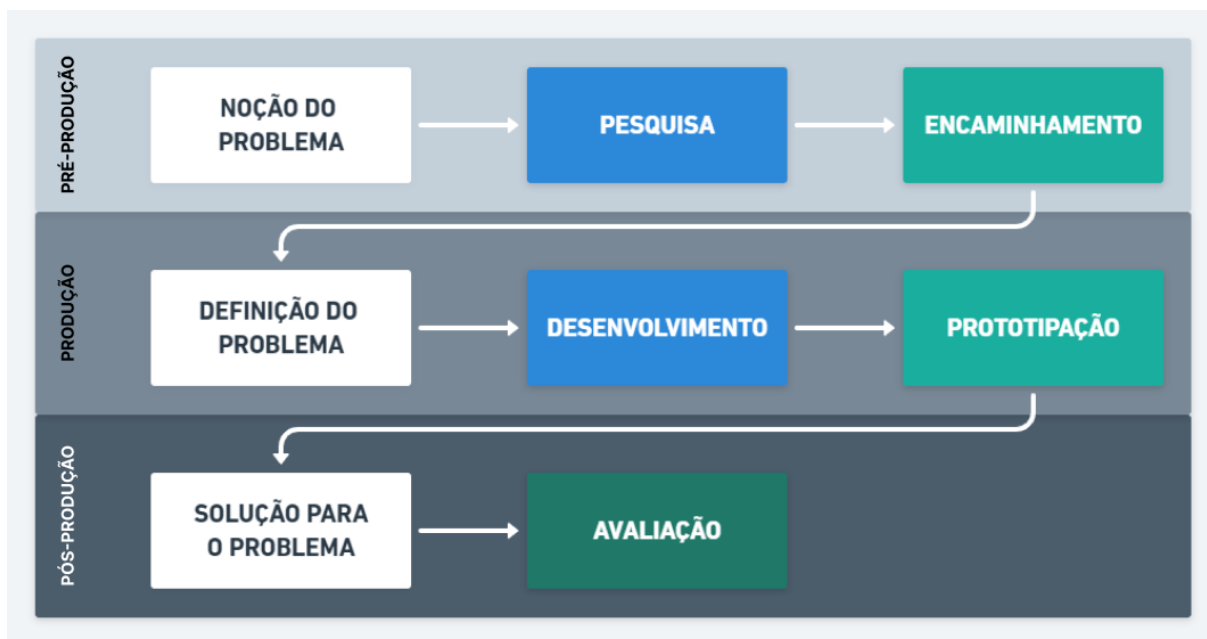 PRÉ-PRODUÇÃO
NOÇÃO DO
PROBLEMA
PESQUISA
ENCAMINHAMENTO
PRODUÇÃO
DEFINIÇÃO DO
PROBLEMA
DESENVOLVIMENTO
PROTOTIPAÇÃO
PÓS-PRODUÇÃO
SOLUÇÃO PARA
O PROBLEMA
AVALIAÇÃO